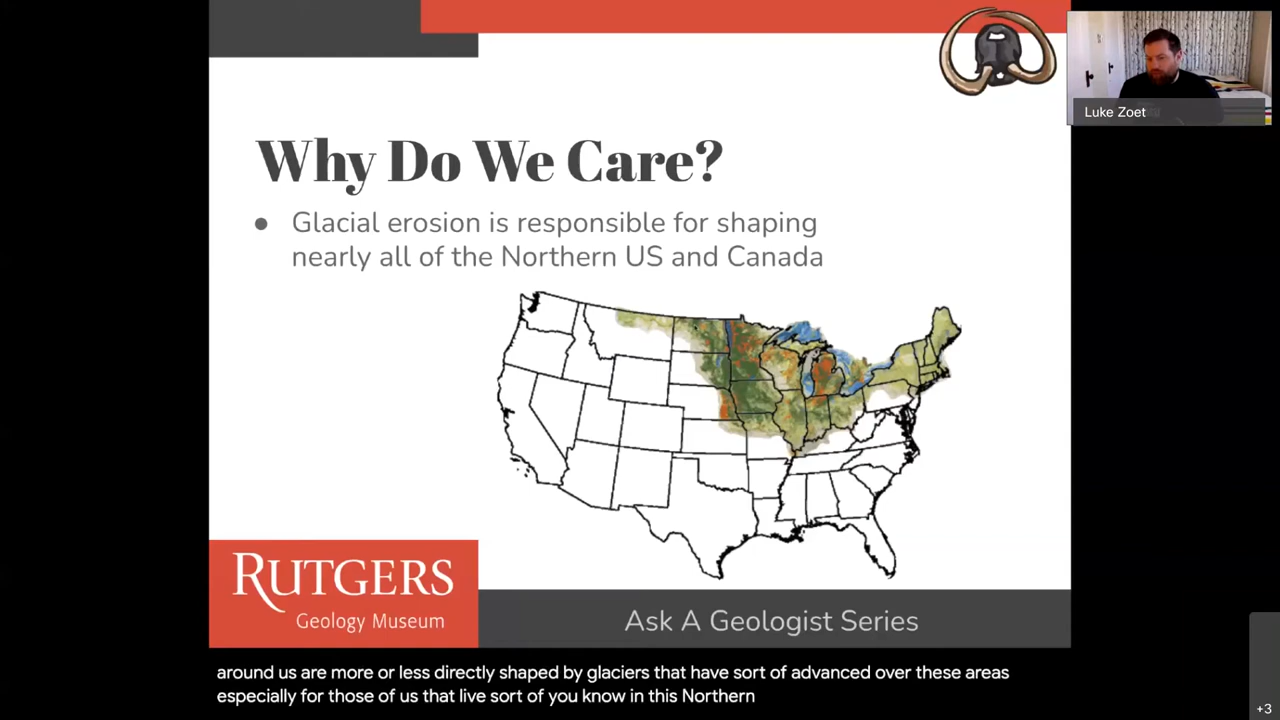 Luke Zoet
Why Do We Care?
● Glacial erosion is responsible for shaping
nearly all of the Northern US and Canada
RUTGERS
Geology Museum
Ask A Geologist Series
around us are more or less directly shaped by glaciers that have sort of advanced over these areas
especially for those of us that live sort of you know in this Northern
+3